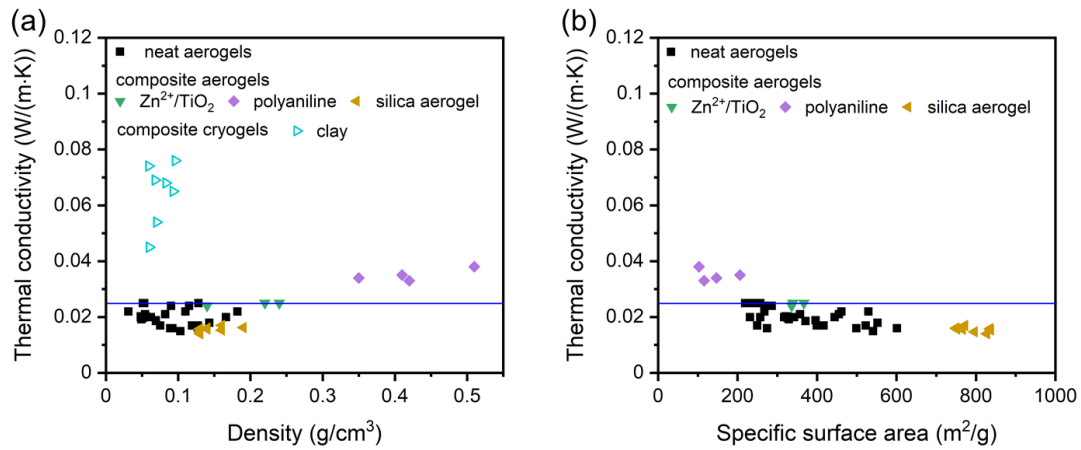 (a)
Thermal conductivity (W/(m·K))
0.12
0.10
0.08
0.06
0.04
0.02
0
neat aerogels
composite aerogels
Zn²⁺/TiO₂ polyaniline silica aerogel
composite cryogels clay
0 0.1 0.2 0.3 0.4 0.5
Density (g/cm³)
(b)
Thermal conductivity (W/(m·K))
0.12
0.10
0.08
0.06
0.04
0.02
0
neat aerogels
composite aerogels
Zn²⁺/TiO₂ polyaniline silica aerogel
0 200 400 600 800 1000
Specific surface area (m²/g)